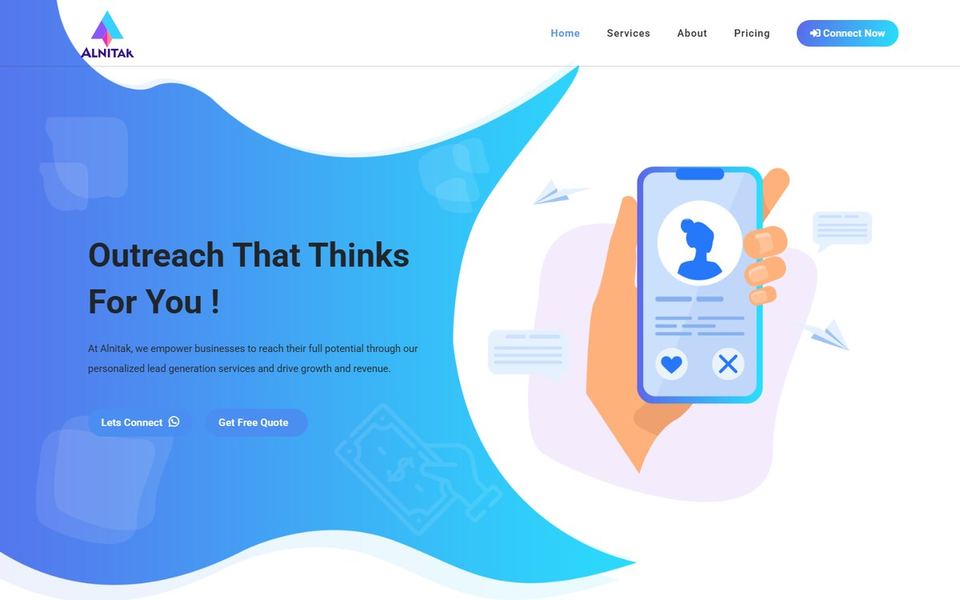 ALNITAK
Home
Services
About
Pricing
Connect Now
Outreach That Thinks
For You !
At Alnitak, we empower businesses to reach their full potential through our
personalized lead generation services and drive growth and revenue.
Lets Connect
Get Free Quote
$